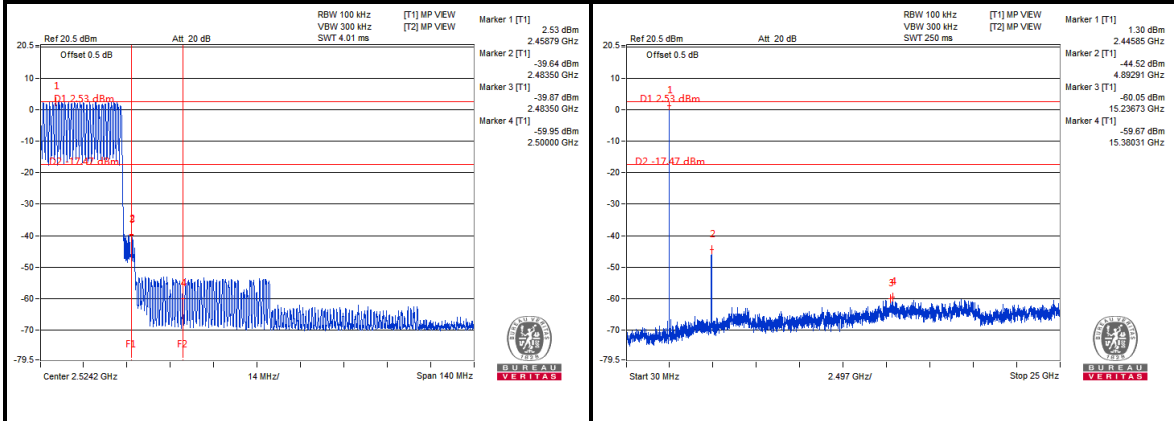 RBW 100 kHz [T1] MP VIEW
VBW 300 kHz [T2] MP VIEW
Ref 20.5 dBm Att 20 dB SWT 4.01 ms
20.5
Offset 0.5 dB
10
0
-10
-20
-30
-40
-50
-60
-70
-79.5
1
D1 2.53 dBm
D2 -17.47 dBm
2
4
F1
F2
Center 2.5242 GHz 14 MHz/ Span 140 MHz
Marker 1 [T1]
2.53 dBm
2.45879 GHz
Marker 2 [T1]
-39.64 dBm
2.48350 GHz
Marker 3 [T1]
-39.87 dBm
2.48350 GHz
Marker 4 [T1]
-59.95 dBm
2.50000 GHz
BUREAU VERITAS
1828
BUREAU
VERITAS
RBW 100 kHz [T1] MP VIEW
VBW 300 kHz [T2] MP VIEW
Ref 20.5 dBm Att 20 dB SWT 250 ms
20.5
Offset 0.5 dB
10
0
-10
-20
-30
-40
-50
-60
-70
-79.5
1
D1 2.53 dBm
D2 -17.47 dBm
2
3 4
Start 30 MHz 2.497 GHz/ Stop 25 GHz
Marker 1 [T1]
1.30 dBm
2.44585 GHz
Marker 2 [T1]
-44.52 dBm
4.89291 GHz
Marker 3 [T1]
-60.05 dBm
15.23673 GHz
Marker 4 [T1]
-59.67 dBm
15.38031 GHz
BUREAU VERITAS
1828
BUREAU
VERITAS